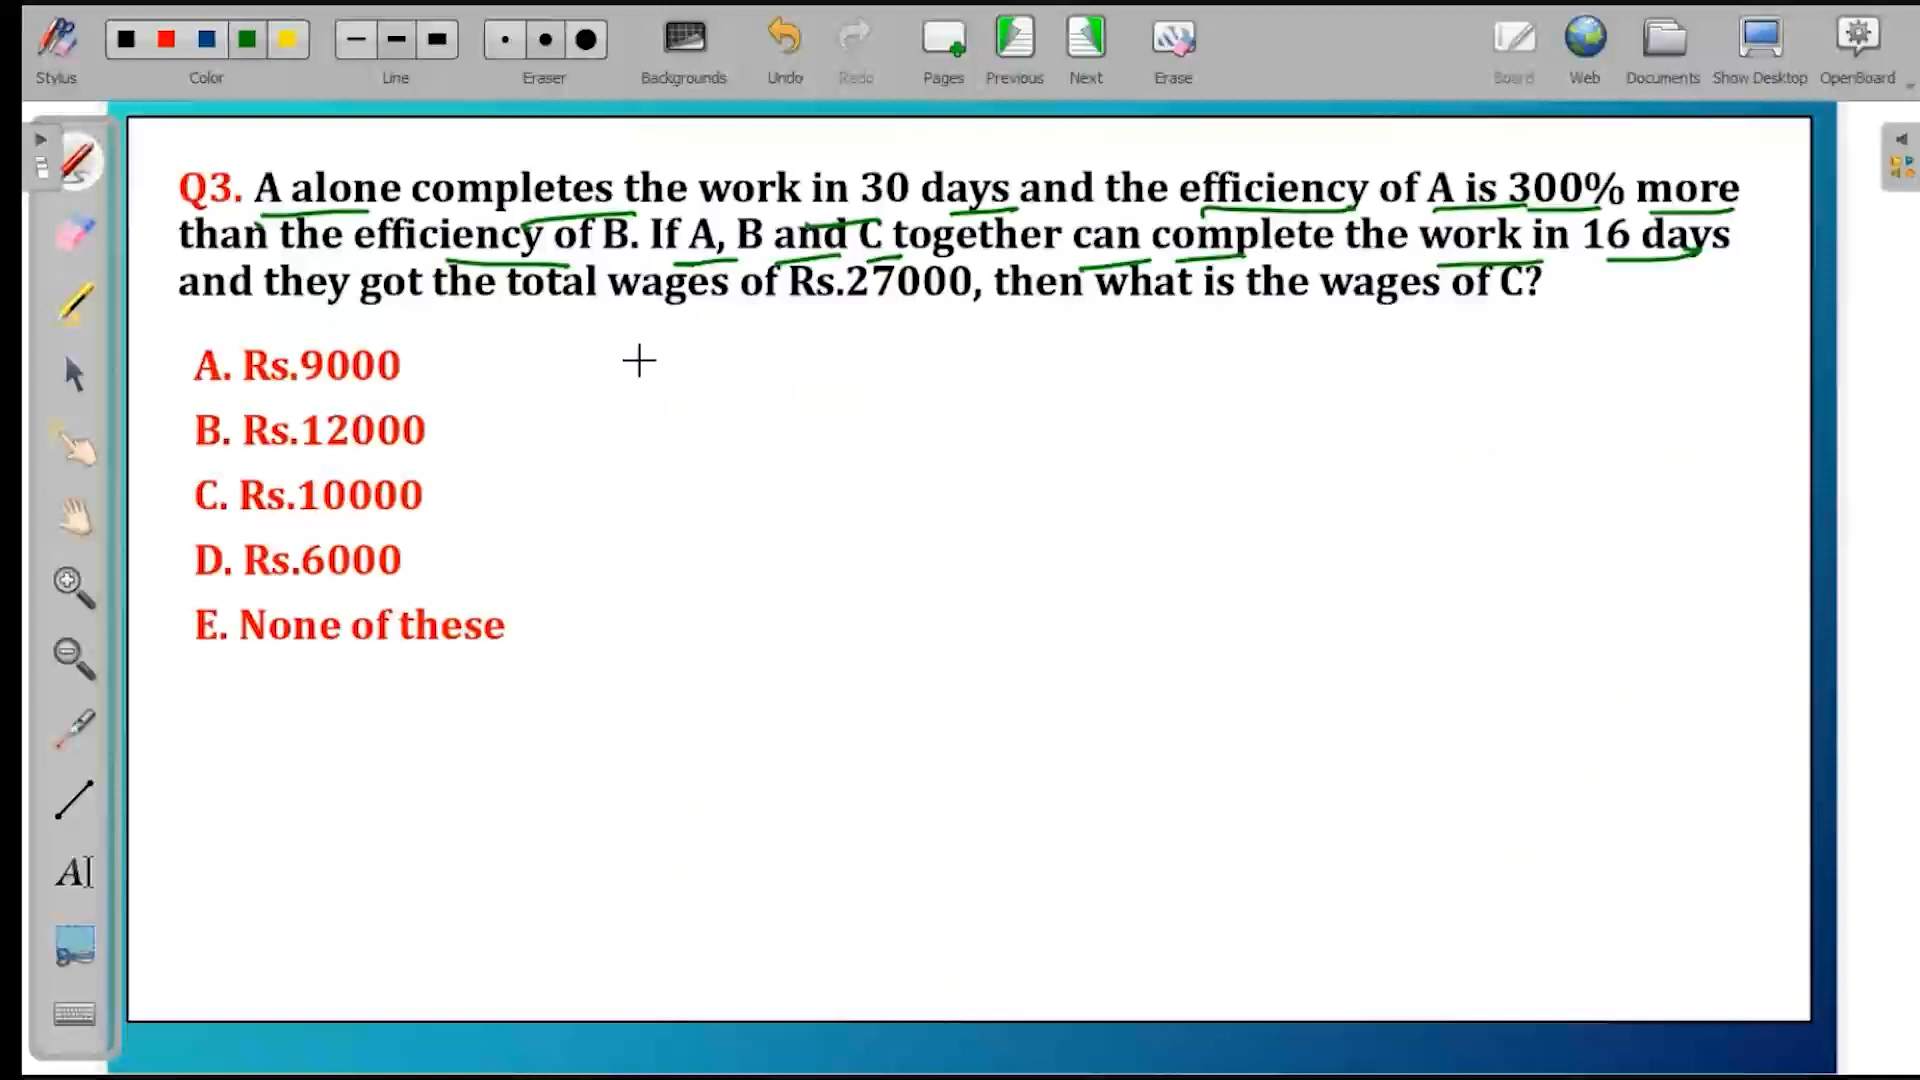 Stylus
Color
Line
Eraser
Backgrounds
Undo
Redo
Pages
Previous
Next
Erase
Board
Web
Documents
Show Desktop
OpenBoard
Q3. A alone completes the work in 30 days and the efficiency of A is 300% more
than the efficiency of B. If A, B and C together can complete the work in 16 days
and they got the total wages of Rs.27000, then what is the wages of C?
A. Rs.9000
B. Rs.12000
C. Rs.10000
D. Rs.6000
E. None of these